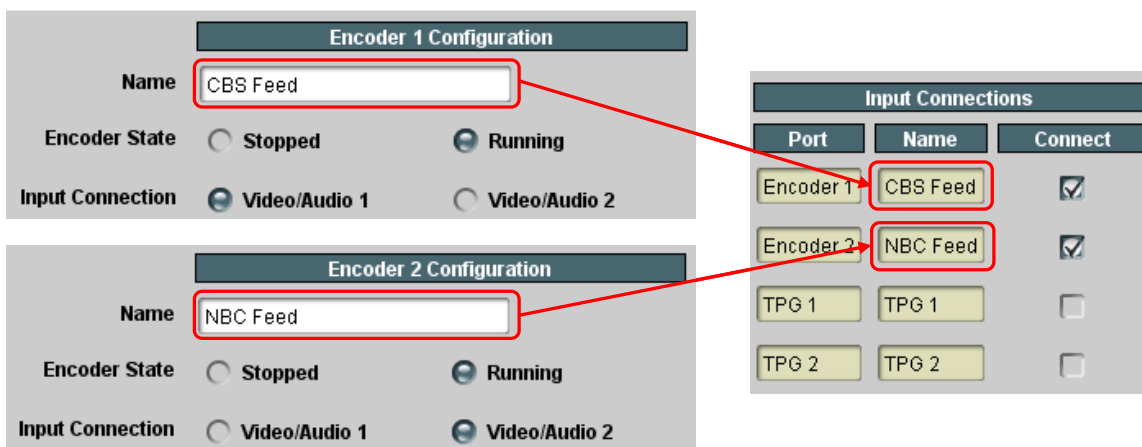 Encoder 1 Configuration
Name CBS Feed
Encoder State Stopped Running
Input Connection Video/Audio 1 Video/Audio 2
Encoder 2 Configuration
Name NBC Feed
Encoder State Stopped Running
Input Connection Video/Audio 1 Video/Audio 2
Input Connections
Port Name Connect
Encoder 1 CBS Feed
Encoder 2 NBC Feed
TPG 1 TPG 1
TPG 2 TPG 2